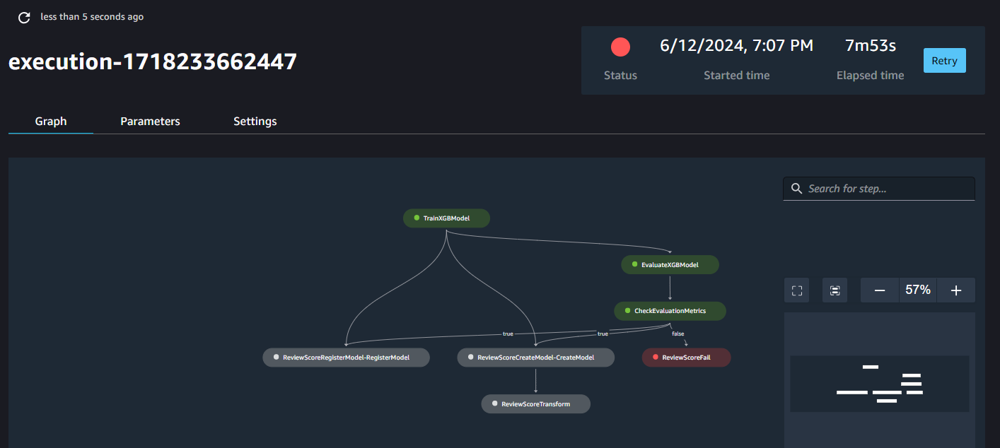 less than 5 seconds ago
execution-1718233662447
6/12/2024, 7:07 PM
7m53s
Retry
Status
Started time
Elapsed time
Graph
Parameters
Settings
Search for step...
TrainXGBModel
EvaluateXGBModel
57%
CheckEvaluationMetrics
true
true
false
ReviewScoreRegisterModel-RegisterModel
ReviewScoreCreateModel-CreateModel
ReviewScoreFail
ReviewScoreTransform